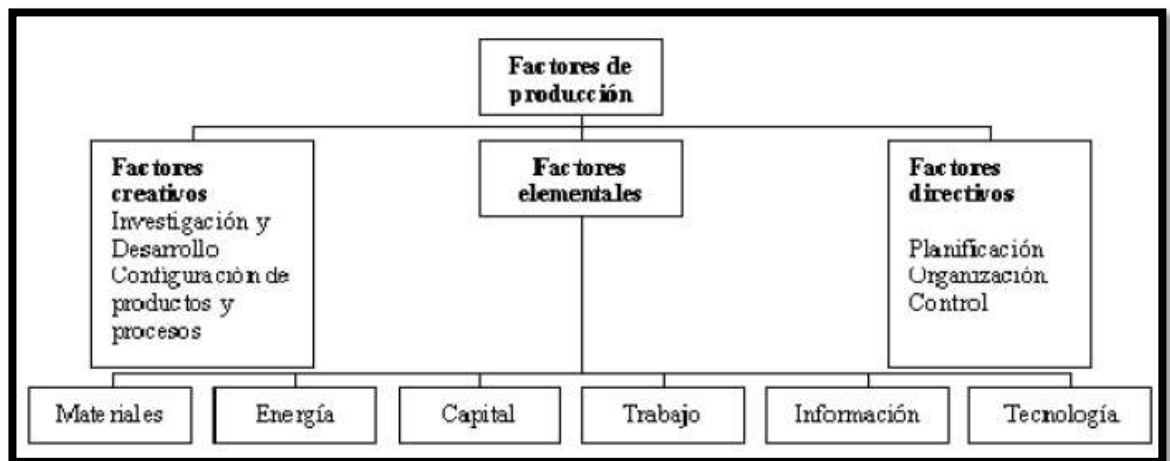 Factores de
producción
Factores
creativos
Investigación y
Desarrollo
Configuración de
productos y
procesos
Factores
elementales
Factores
directivos
Planificación
Organización
Control
Materiales
Energía
Capital
Trabajo
Información
Tecnología